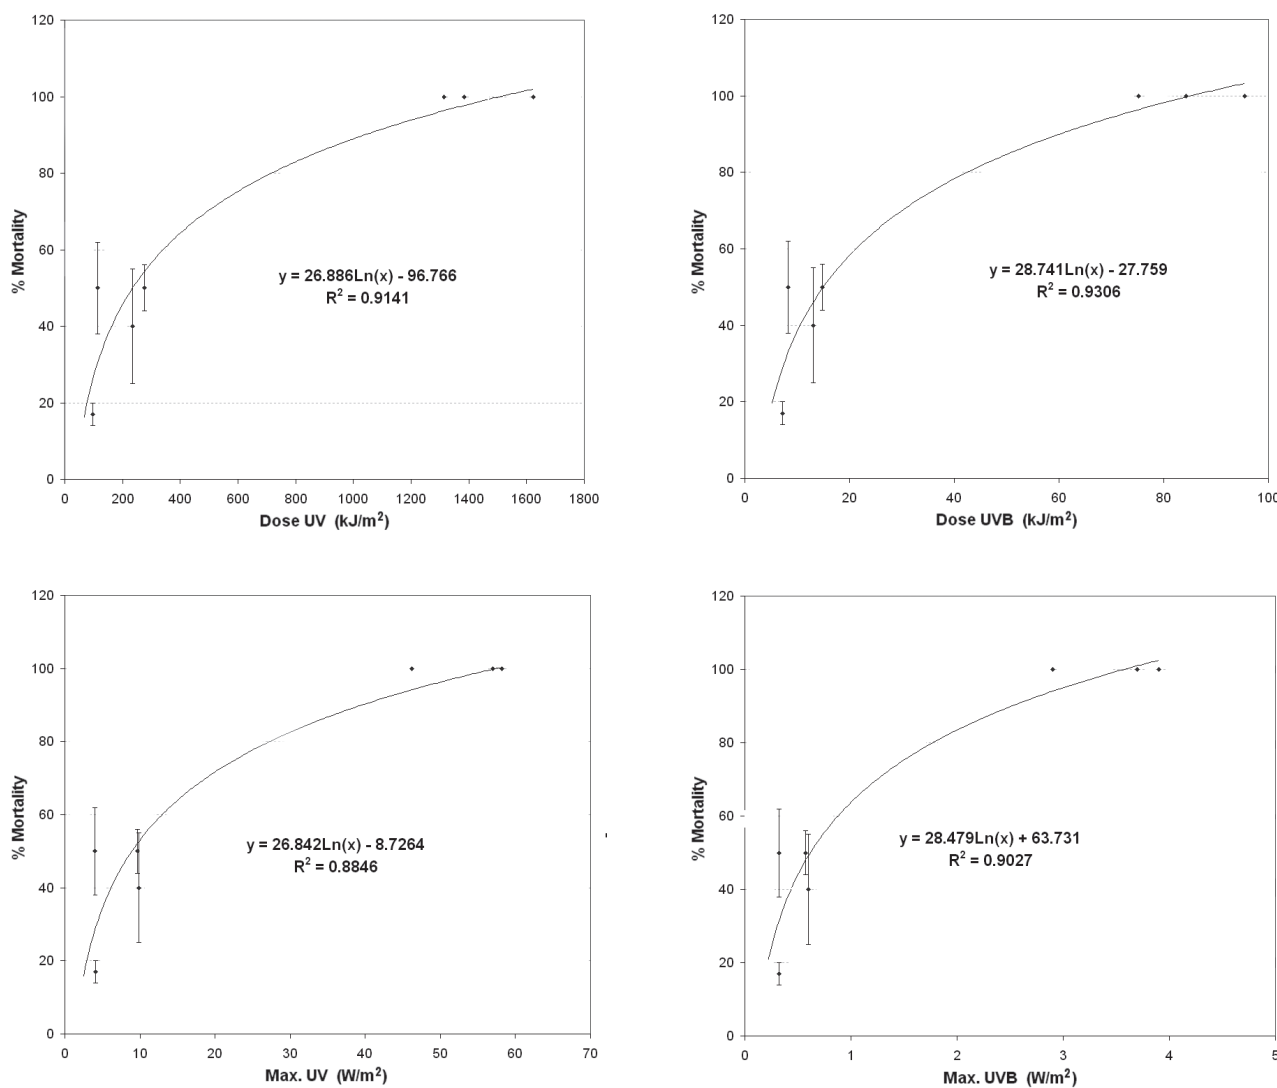 120
100
80
60
40
20
0
% Mortality
y = 26.886Ln(x) - 96.766
R² = 0.9141
0 200 400 600 800 1000 1200 1400 1600 1800
Dose UV (kJ/m²)
120
100
80
60
40
20
0
% Mortality
y = 28.741Ln(x) - 27.759
R² = 0.9306
0 20 40 60 80 100
Dose UVB (kJ/m²)
120
100
80
60
40
20
0
% Mortality
y = 26.842Ln(x) - 8.7264
R² = 0.8846
0 10 20 30 40 50 60 70
Max. UV (W/m²)
120
100
80
60
40
20
0
% Mortality
y = 28.479Ln(x) + 63.731
R² = 0.9027
0 1 2 3 4 5
Max. UVB (W/m²)